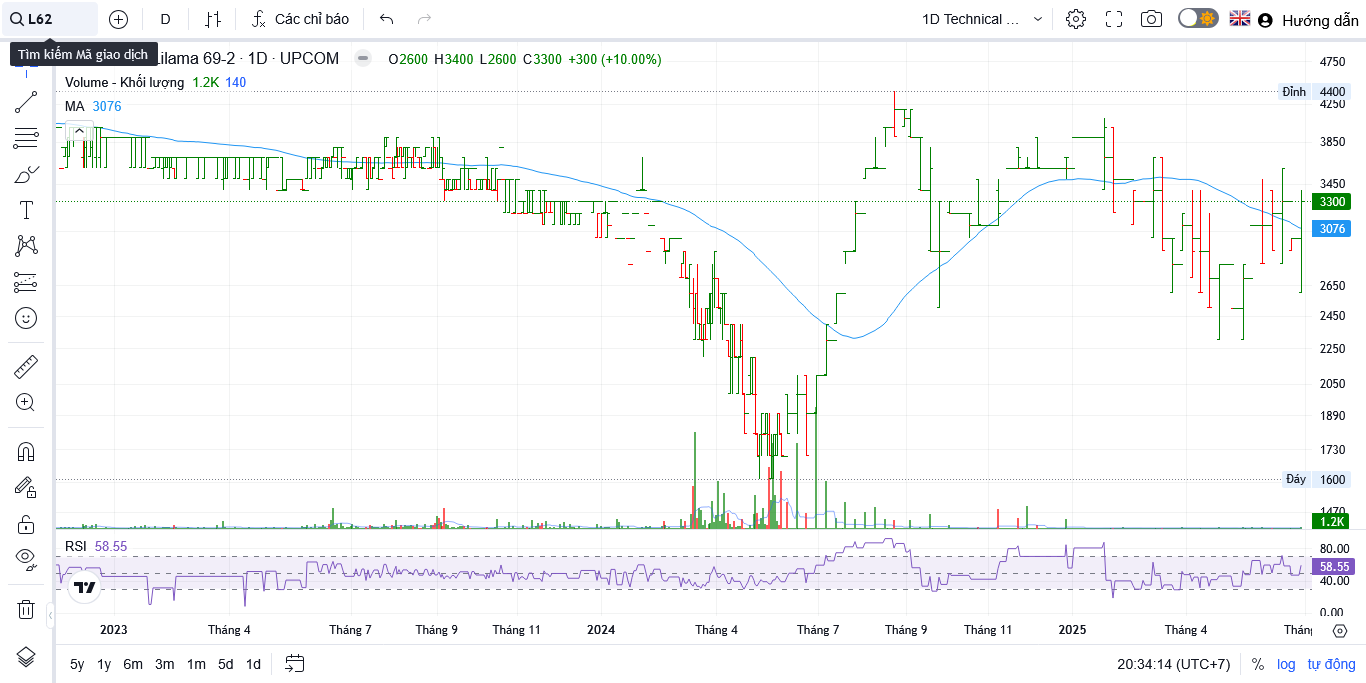 L62
D
Các chỉ báo
1D Technical ...
Hướng dẫn
Tìm kiếm Mã giao dịch
Lilama 69-2 · 1D · UPCOM
O2600 H3400 L2600 C3300 +300 (+10.00%)
Volume - Khối lượng 1.2K 140
MA 3076
4750
Đỉnh 4400
4250
3850
3450
3300
3076
2650
2450
2250
2050
1890
1730
Đáy 1600
1470
1.2K
RSI 58.55
80.00
58.55
40.00
0.00
2023 Tháng 4 Tháng 7 Tháng 9 Tháng 11 2024 Tháng 4 Tháng 7 Tháng 9 Tháng 11 2025 Tháng 4 Thán
5y 1y 6m 3m 1m 5d 1d
20:34:14 (UTC+7) % log tự động